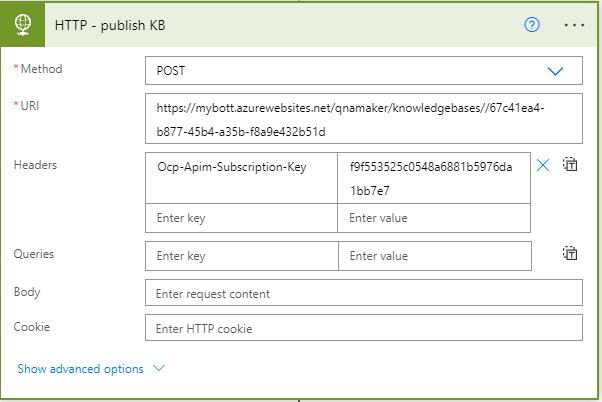 HTTP - publish KB
* Method
POST
* URI
https://mybott.azurewebsites.net/qnamaker/knowledgebases//67c41ea4-
b877-45b4-a35b-f8a9e432b51d
Headers
Ocp-Apim-Subscription-Key
f9f553525c0548a6881b5976da
1bb7e7
Enter key
Enter value
Queries
Enter key
Enter value
Body
Enter request content
Cookie
Enter HTTP cookie
Show advanced options